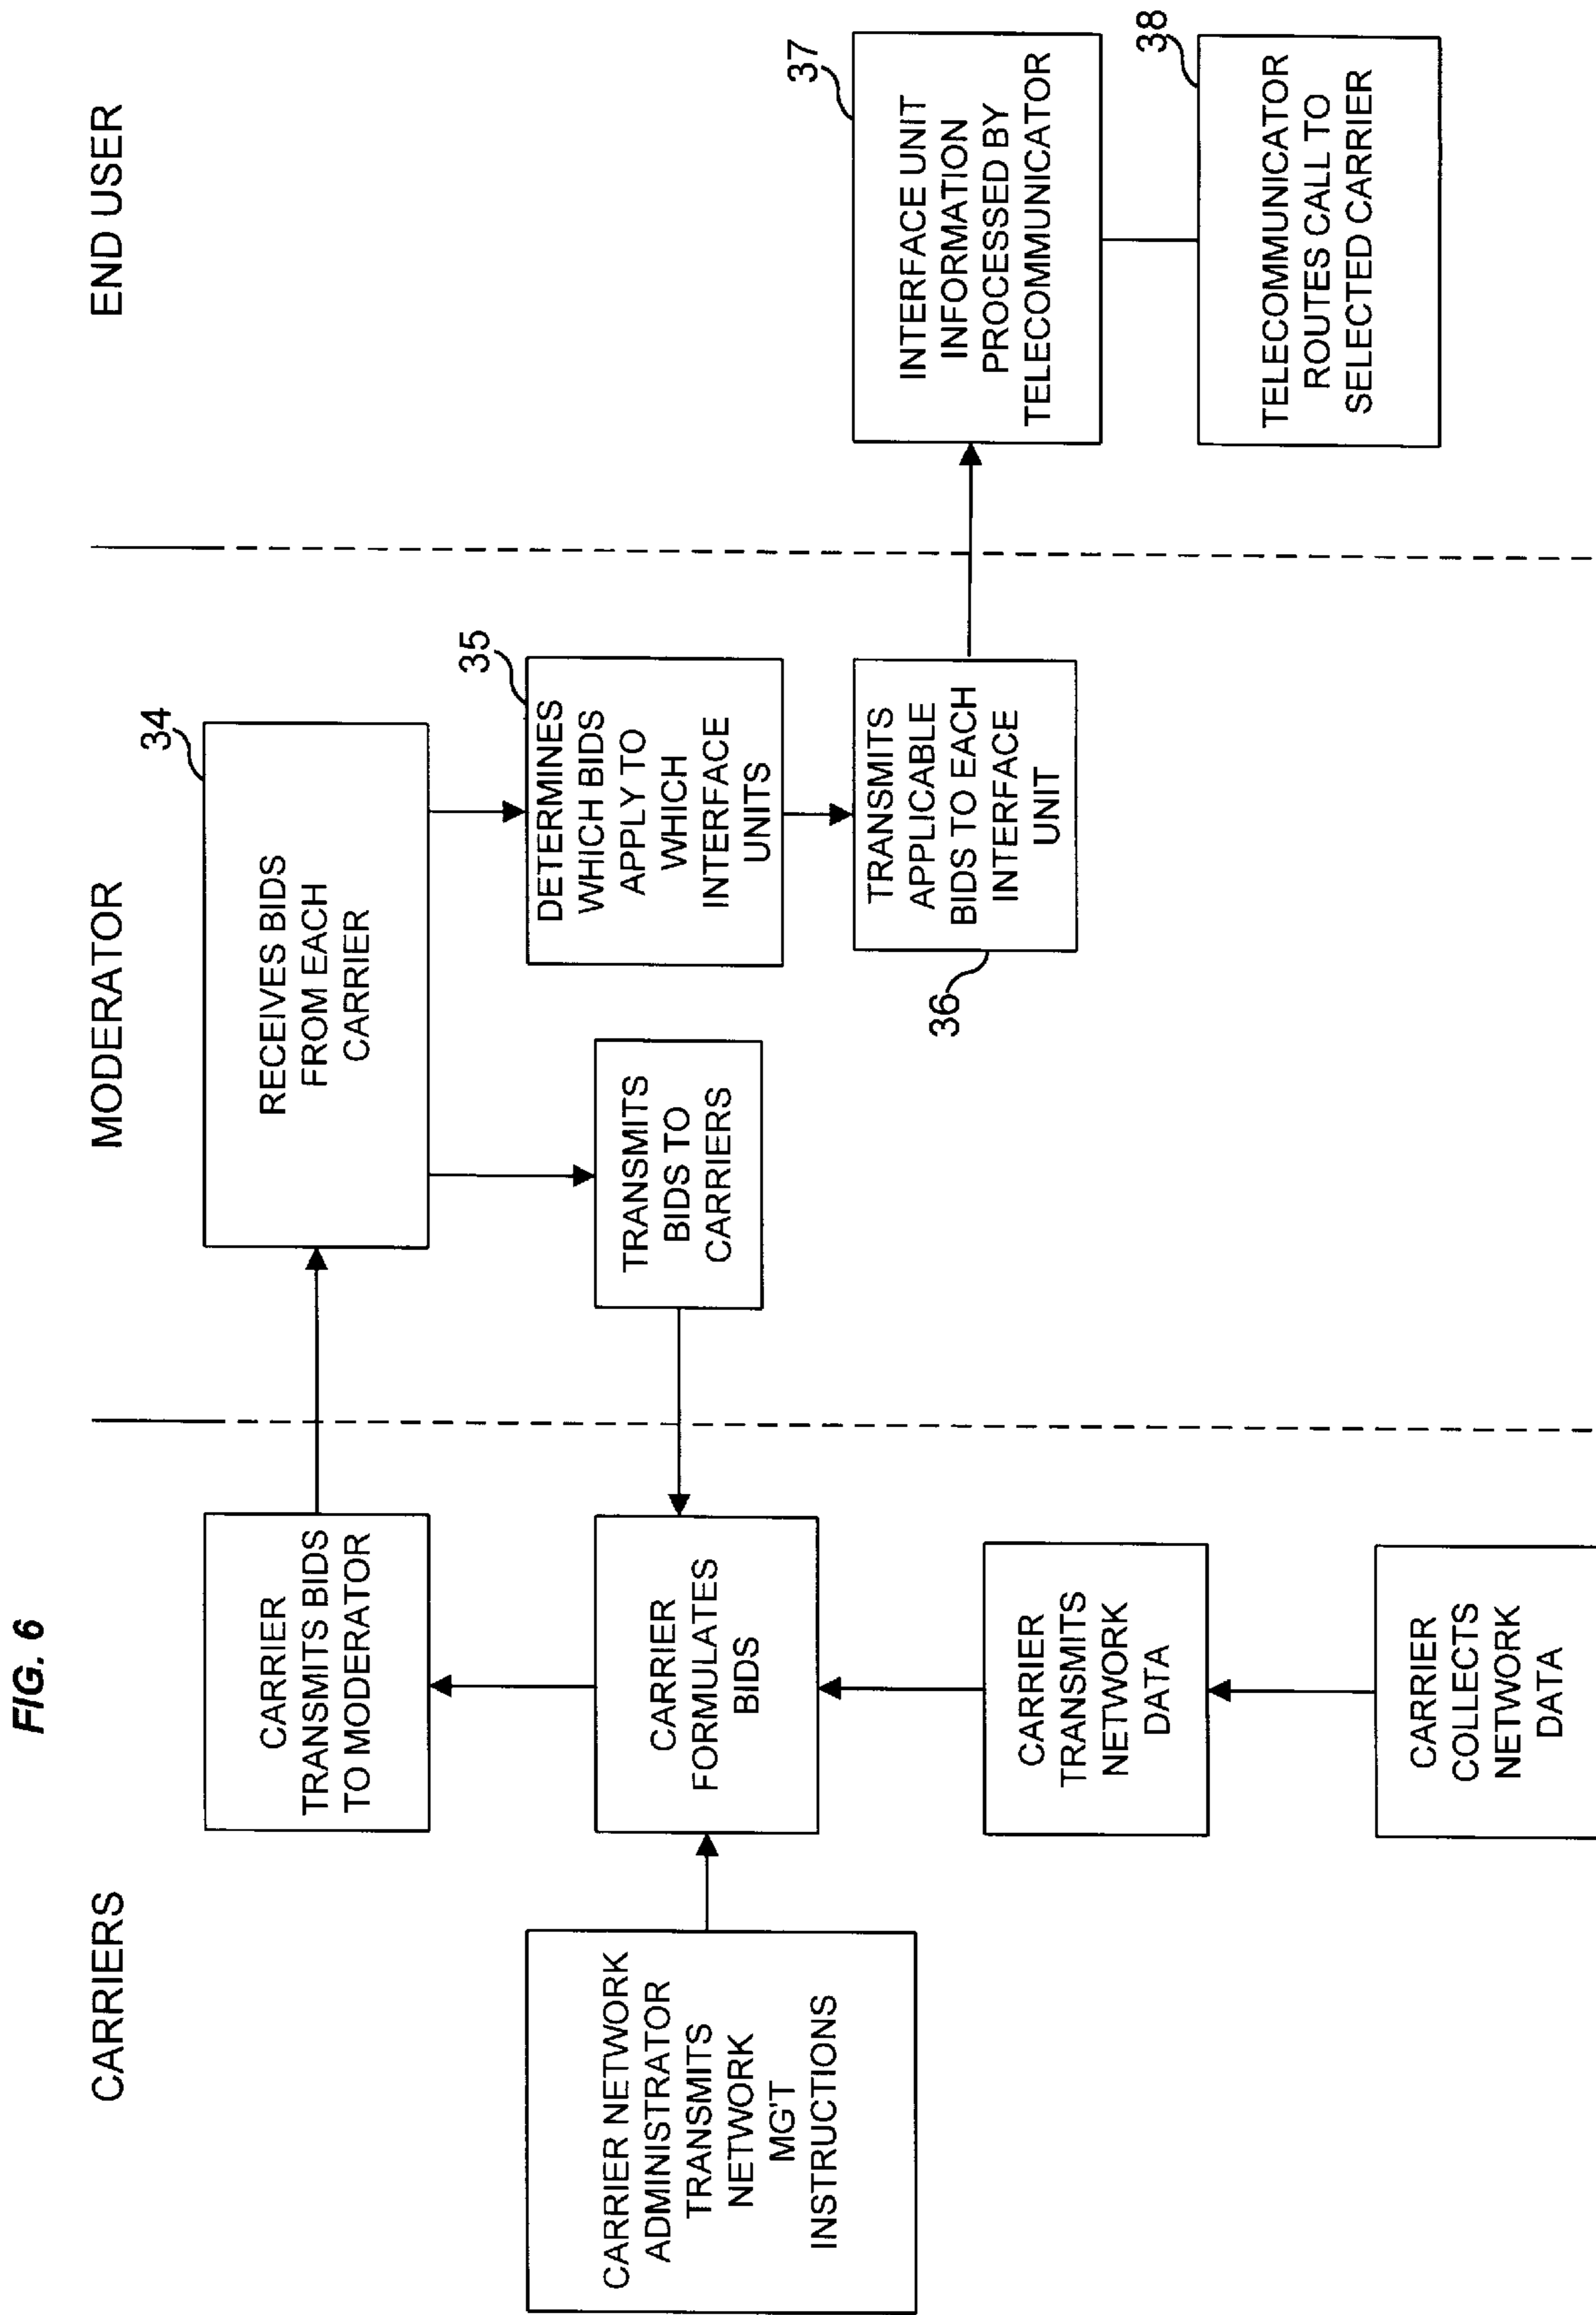 FIG. 6
CARRIERS
MODERATOR
END USER
CARRIER
TRANSMITS BIDS
TO MODERATOR
34
RECEIVES BIDS
FROM EACH
CARRIER
CARRIER NETWORK
ADMINISTRATOR
TRANSMITS
NETWORK
MG'T
INSTRUCTIONS
CARRIER
FORMULATES
BIDS
TRANSMITS
BIDS TO
CARRIERS
35
DETERMINES
WHICH BIDS
APPLY TO
WHICH
INTERFACE
UNITS
CARRIER
TRANSMITS
NETWORK
DATA
36
TRANSMITS
APPLICABLE
BIDS TO EACH
INTERFACE
UNIT
37
INTERFACE UNIT
INFORMATION
PROCESSED BY
TELECOMMUNICATOR
CARRIER
COLLECTS
NETWORK
DATA
38
TELECOMMUNICATOR
ROUTES CALL TO
SELECTED CARRIER